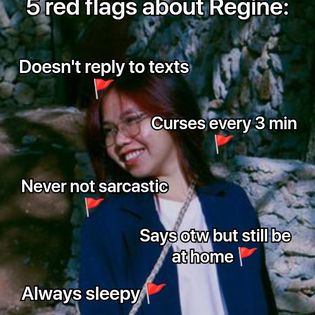 5 red flags about Regine:
Doesn't reply to texts
🚩
Curses every 3 min
🚩
Never not sarcastic
🚩
Says otw but still be
at home 🚩
Always sleepy 🚩